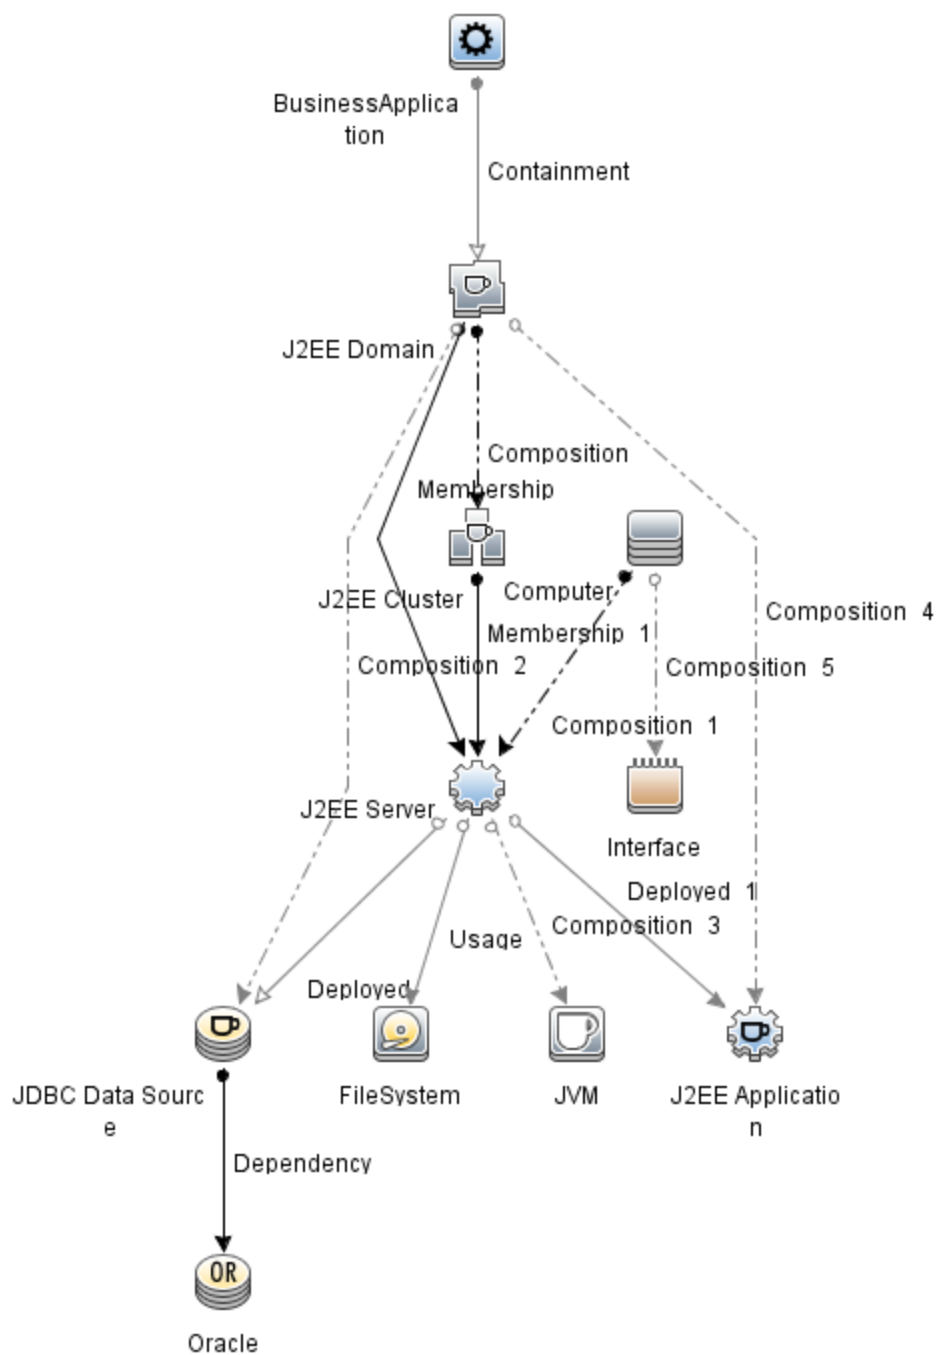 BusinessApplica
tion
Containment
J2EE Domain
Composition
Membership
J2EE Cluster
Computer
Membership 1
Composition 4
Composition 2
Composition 5
Composition 1
J2EE Server
Interface
Deployed 1
Composition 3
Usage
Deployed
JDBC Data Sourc
e
FileSystem
JVM
J2EE Applicatio
n
Dependency
OR
Oracle